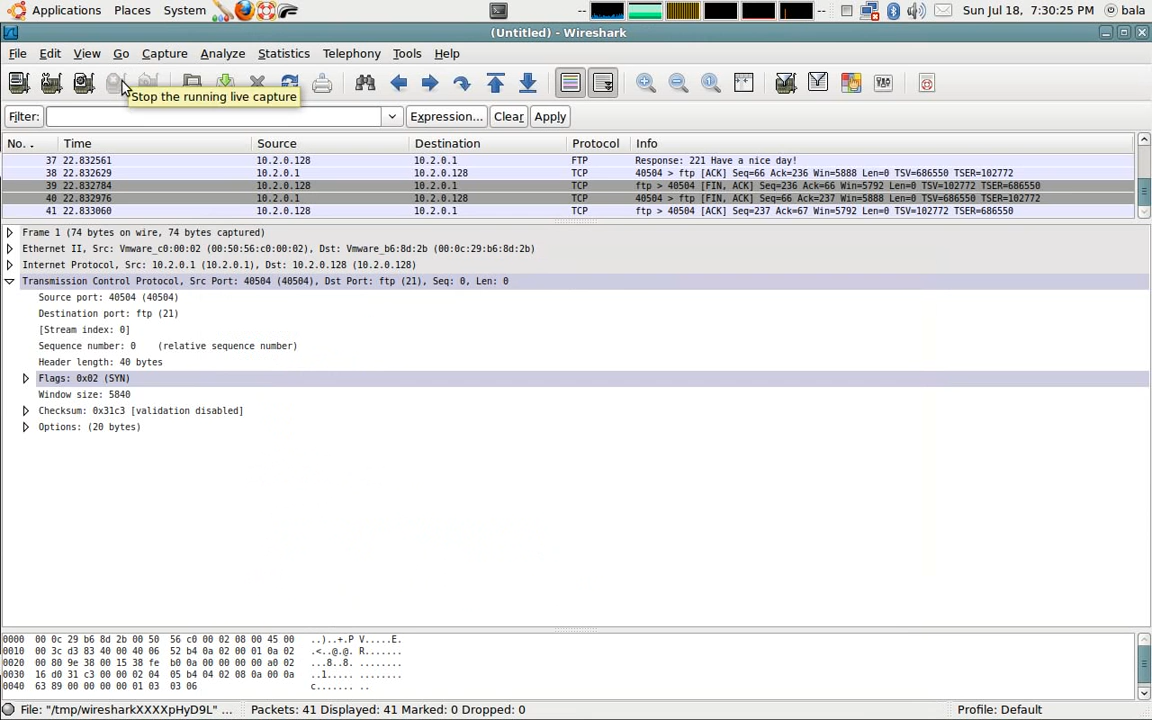 Applications Places System -- -- Sun Jul 18, 7:30:25 PM bala
(Untitled) - Wireshark
File Edit View Go Capture Analyze Statistics Telephony Tools Help
Stop the running live capture
Filter: Expression... Clear Apply
No. . Time Source Destination Protocol Info
37 22.832561 10.2.0.128 10.2.0.1 FTP Response: 221 Have a nice day!
38 22.832629 10.2.0.1 10.2.0.128 TCP 40504 > ftp [ACK] Seq=66 Ack=236 Win=5888 Len=0 TSV=686550 TSER=102772
39 22.832784 10.2.0.128 10.2.0.1 TCP ftp > 40504 [FIN, ACK] Seq=236 Ack=66 Win=5792 Len=0 TSV=102772 TSER=686550
40 22.832976 10.2.0.1 10.2.0.128 TCP 40504 > ftp [FIN, ACK] Seq=66 Ack=237 Win=5888 Len=0 TSV=686550 TSER=102772
41 22.833060 10.2.0.128 10.2.0.1 TCP ftp > 40504 [ACK] Seq=237 Ack=67 Win=5792 Len=0 TSV=102772 TSER=686550
Frame 1 (74 bytes on wire, 74 bytes captured)
Ethernet II, Src: Vmware_c0:00:02 (00:50:56:c0:00:02), Dst: Vmware_b6:8d:2b (00:0c:29:b6:8d:2b)
Internet Protocol, Src: 10.2.0.1 (10.2.0.1), Dst: 10.2.0.128 (10.2.0.128)
Transmission Control Protocol, Src Port: 40504 (40504), Dst Port: ftp (21), Seq: 0, Len: 0
Source port: 40504 (40504)
Destination port: ftp (21)
[Stream index: 0]
Sequence number: 0 (relative sequence number)
Header length: 40 bytes
Flags: 0x02 (SYN)
Window size: 5840
Checksum: 0x31c3 [validation disabled]
Options: (20 bytes)
0000 00 0c 29 b6 8d 2b 00 50 56 c0 00 02 08 00 45 00 ..)..+.P V.....E.
0010 00 3c d3 83 40 00 40 06 52 b4 0a 02 00 01 0a 02 .<..@.@. R.......
0020 00 80 9e 38 00 15 38 fe b0 0a 00 00 00 00 a0 02 ...8..8. ........
0030 16 d0 31 c3 00 00 02 04 05 b4 04 02 08 0a 00 0a ..1..... ........
0040 63 89 00 00 00 00 01 03 03 06 c....... ..
File: "/tmp/wiresharkXXXXpHyD9L" ... Packets: 41 Displayed: 41 Marked: 0 Dropped: 0 Profile: Default